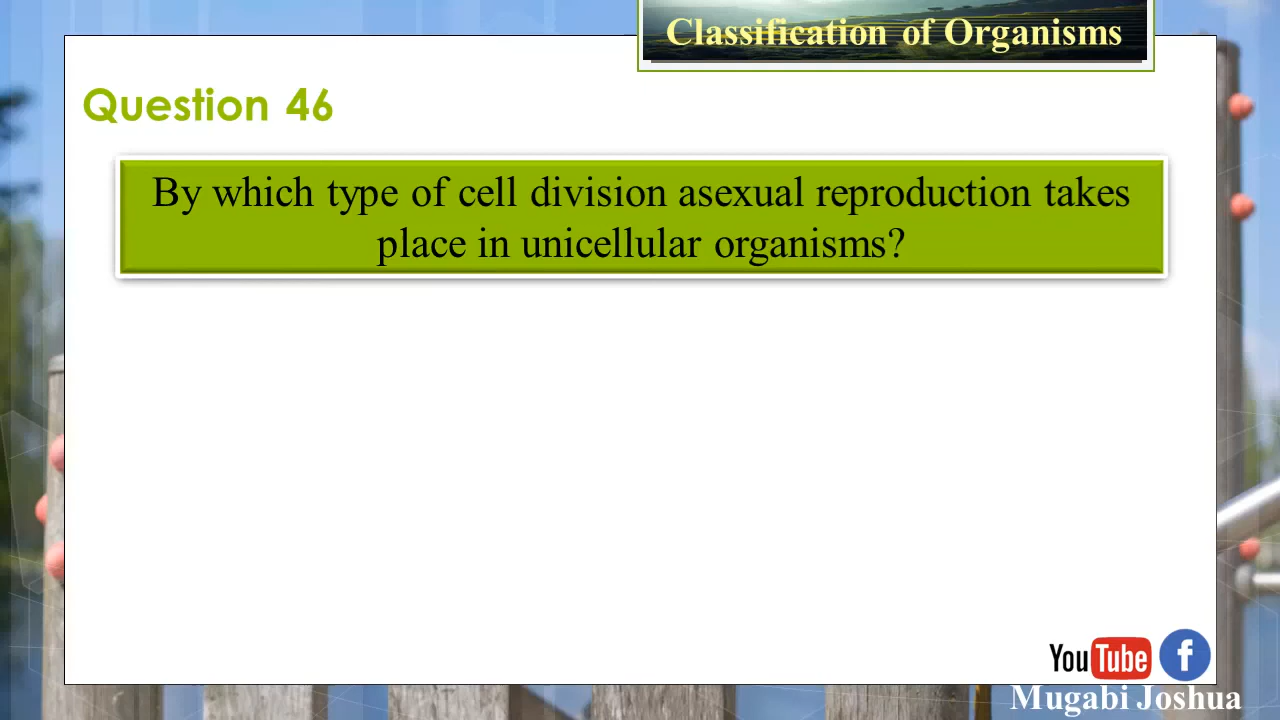 Classification of Organisms
Question 46
By which type of cell division asexual reproduction takes
place in unicellular organisms?
YouTube f
Mugabi Joshua